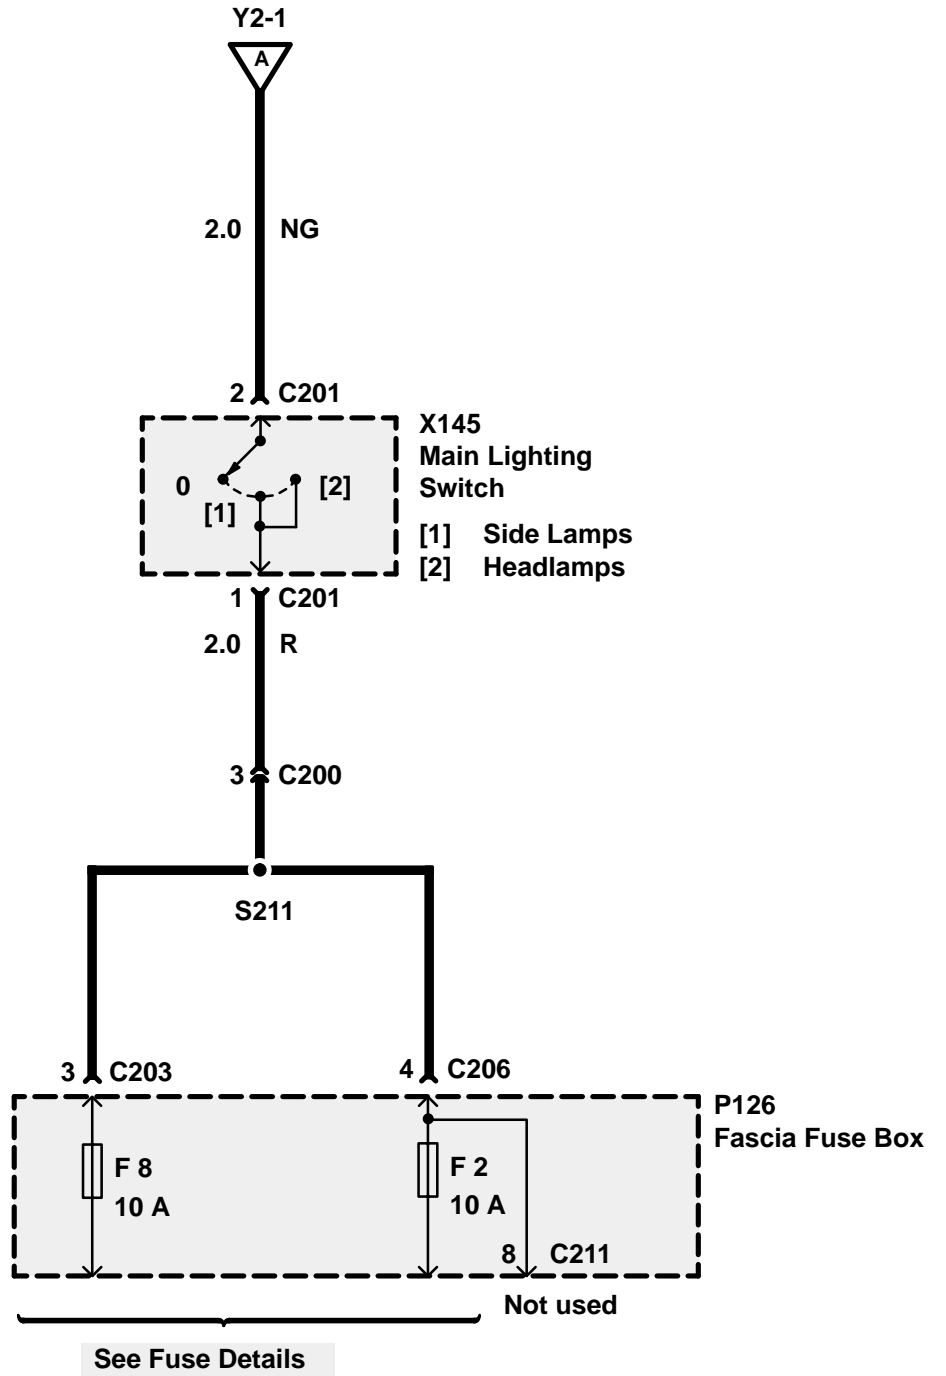 Y2-1
A
2.0 NG
2 C201
X145
Main Lighting
Switch
0 [1] [2]
[1] Side Lamps
[2] Headlamps
1 C201
2.0 R
3 C200
S211
3 C203
4 C206
P126
Fascia Fuse Box
F 8
10 A
F 2
10 A
8 C211
Not used
See Fuse Details